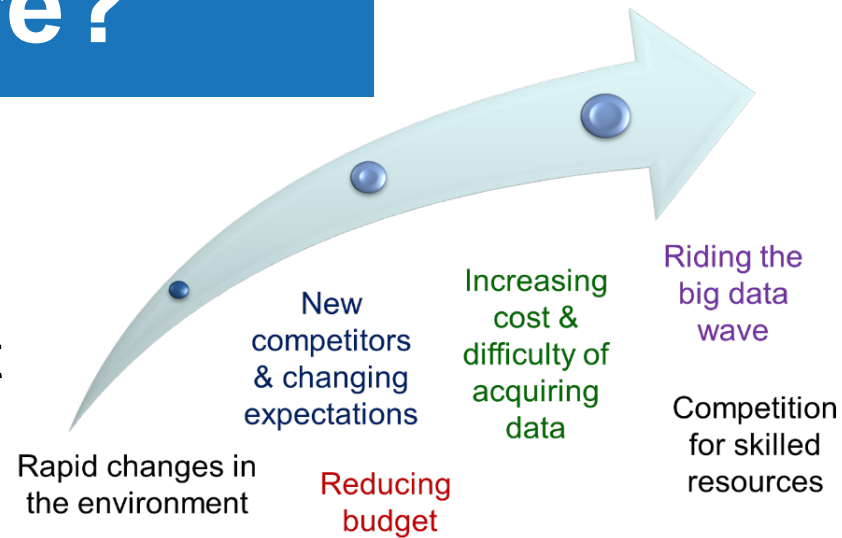 e?
Rapid changes in
the environment
New
competitors
& changing
expectations
Reducing
budget
Increasing
cost &
difficulty of
acquiring
data
Riding the
big data
wave
Competition
for skilled
resources